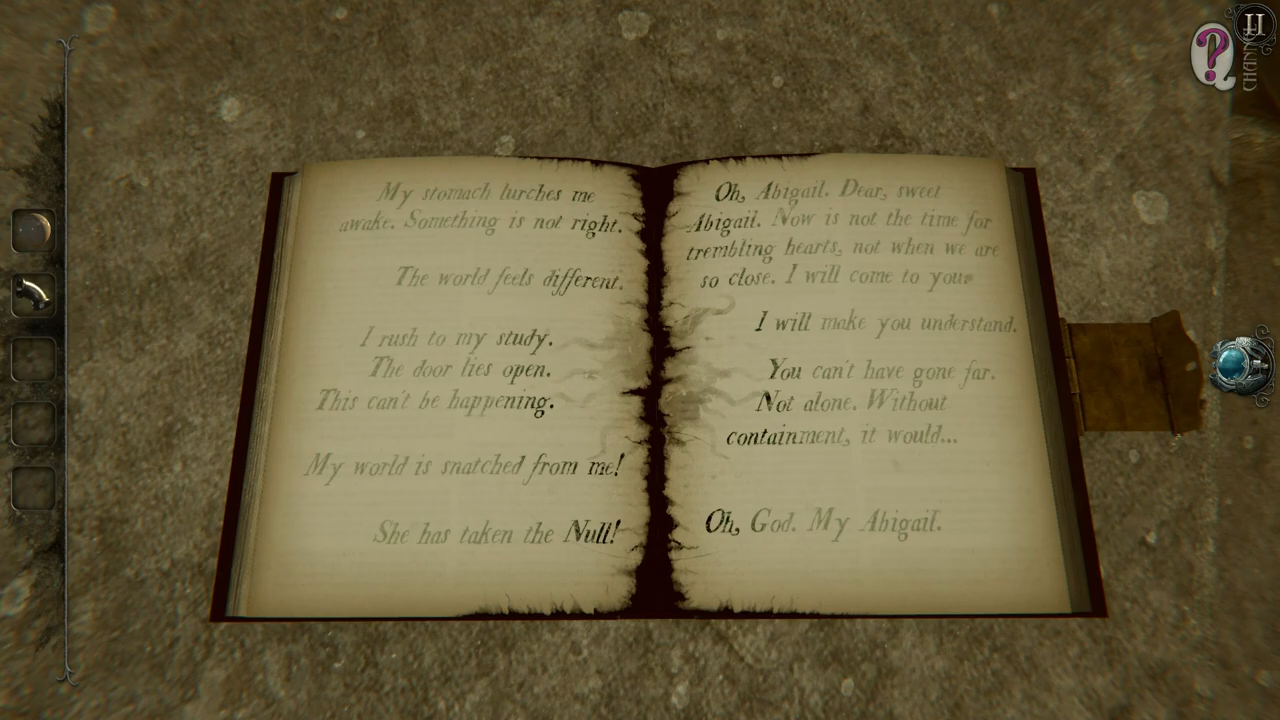 My stomach lurches me
awake. Something is not right.
The world feels different.
I rush to my study.
The door lies open.
This can't be happening.
My world is snatched from me!
She has taken the Null!
Oh, Abigail. Dear, sweet
Abigail. Now is not the time for
trembling hearts, not when we are
so close. I will come to you.
I will make you understand.
You can't have gone far.
Not alone. Without
containment, it would...
Oh, God. My Abigail.
?
CHANNEL
II